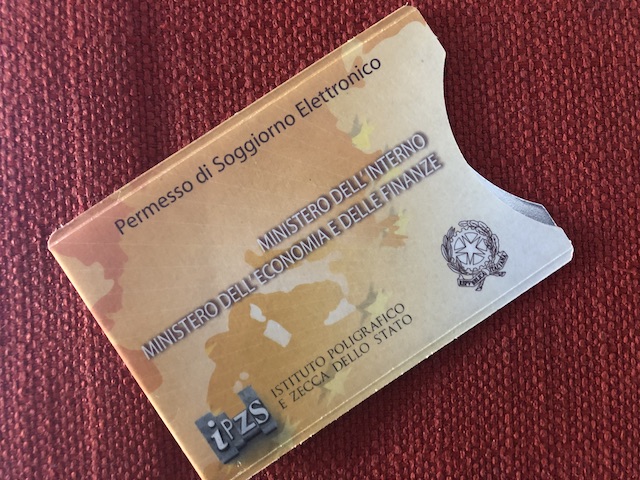 Permesso di Soggiorno Elettronico
MINISTERO DELL'INTERNO
MINISTERO DELL'ECONOMIA E DELLE FINANZE
ISTITUTO POLIGRAFICO
E ZECCA DELLO STATO
iPZS